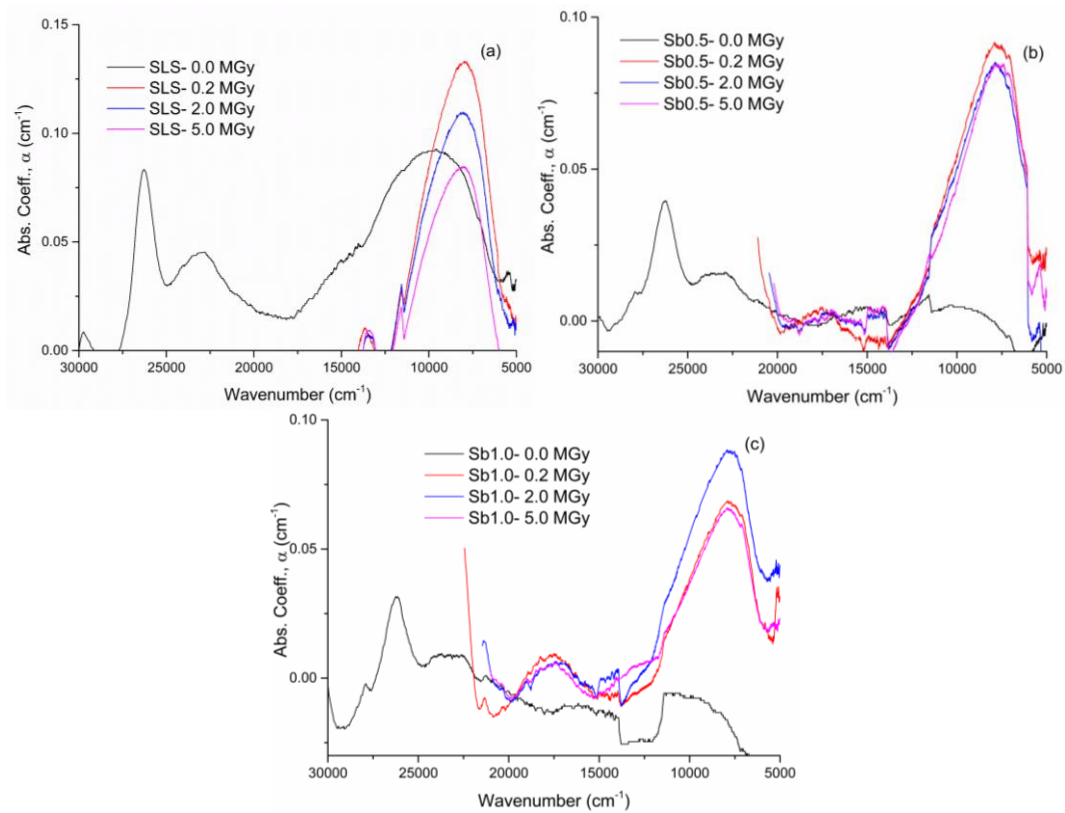 (a)
SLS- 0.0 MGy
SLS- 0.2 MGy
SLS- 2.0 MGy
SLS- 5.0 MGy
Abs. Coeff., α (cm⁻¹)
0.15
0.10
0.05
0.00
30000 25000 20000 15000 10000 5000
Wavenumber (cm⁻¹)
(b)
Sb0.5- 0.0 MGy
Sb0.5- 0.2 MGy
Sb0.5- 2.0 MGy
Sb0.5- 5.0 MGy
Abs. Coeff., α (cm⁻¹)
0.10
0.05
0.00
30000 25000 20000 15000 10000 5000
Wavenumber (cm⁻¹)
(c)
Sb1.0- 0.0 MGy
Sb1.0- 0.2 MGy
Sb1.0- 2.0 MGy
Sb1.0- 5.0 MGy
Abs. Coeff., α (cm⁻¹)
0.10
0.05
0.00
30000 25000 20000 15000 10000 5000
Wavenumber (cm⁻¹)